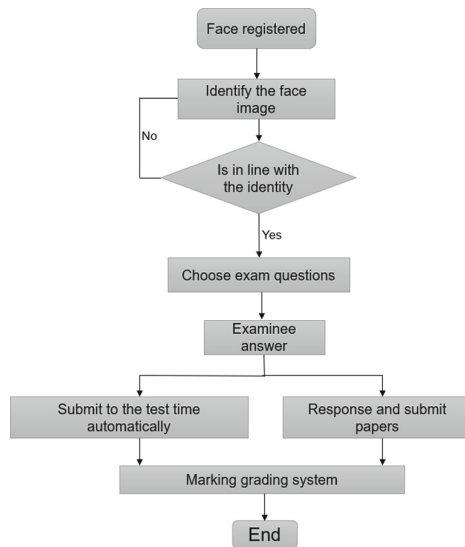 Face registered
Identify the face
image
No
Is in line with
the identity
Yes
Choose exam questions
Examinee
answer
Submit to the test time
automatically
Response and submit
papers
Marking grading system
End